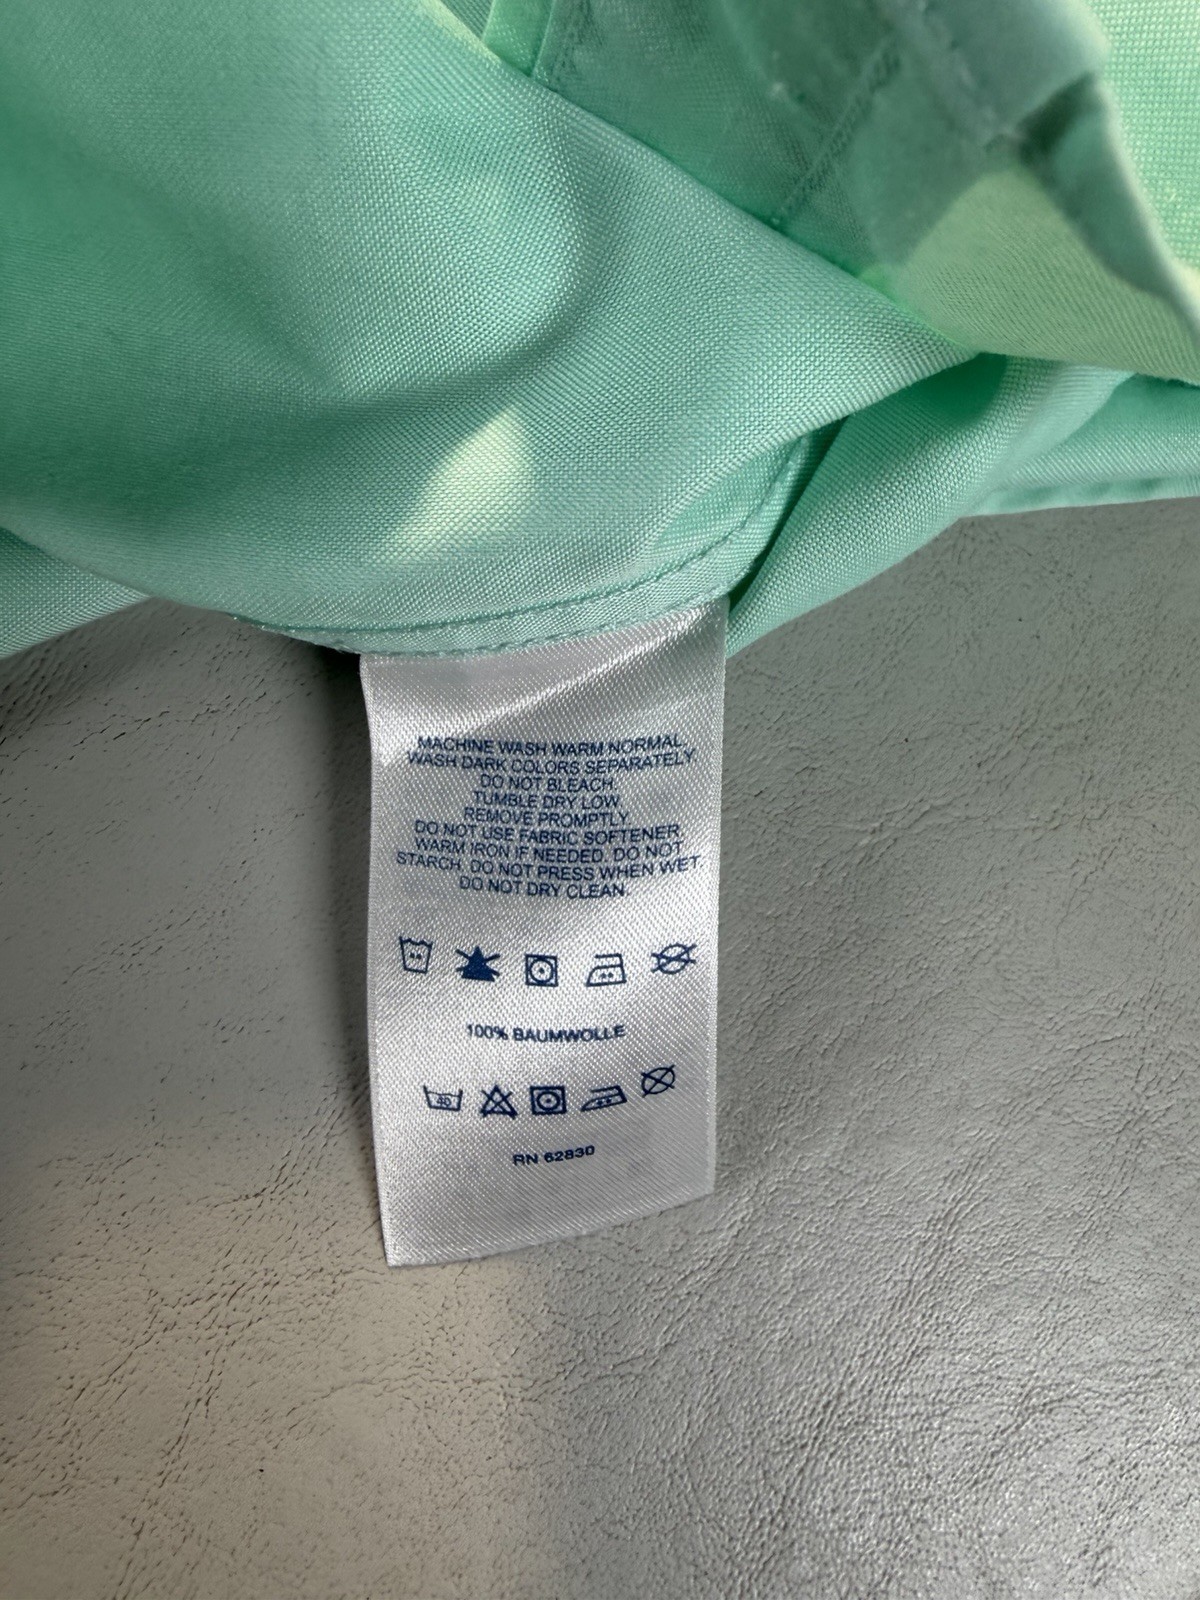 MACHINE WASH WARM NORMAL.
WASH DARK COLORS SEPARATELY.
DO NOT BLEACH.
TUMBLE DRY LOW.
REMOVE PROMPTLY.
DO NOT USE FABRIC SOFTENER.
WARM IRON IF NEEDED. DO NOT
STARCH. DO NOT PRESS WHEN WET.
DO NOT DRY CLEAN.
100% BAUMWOLLE
40
RN 62830